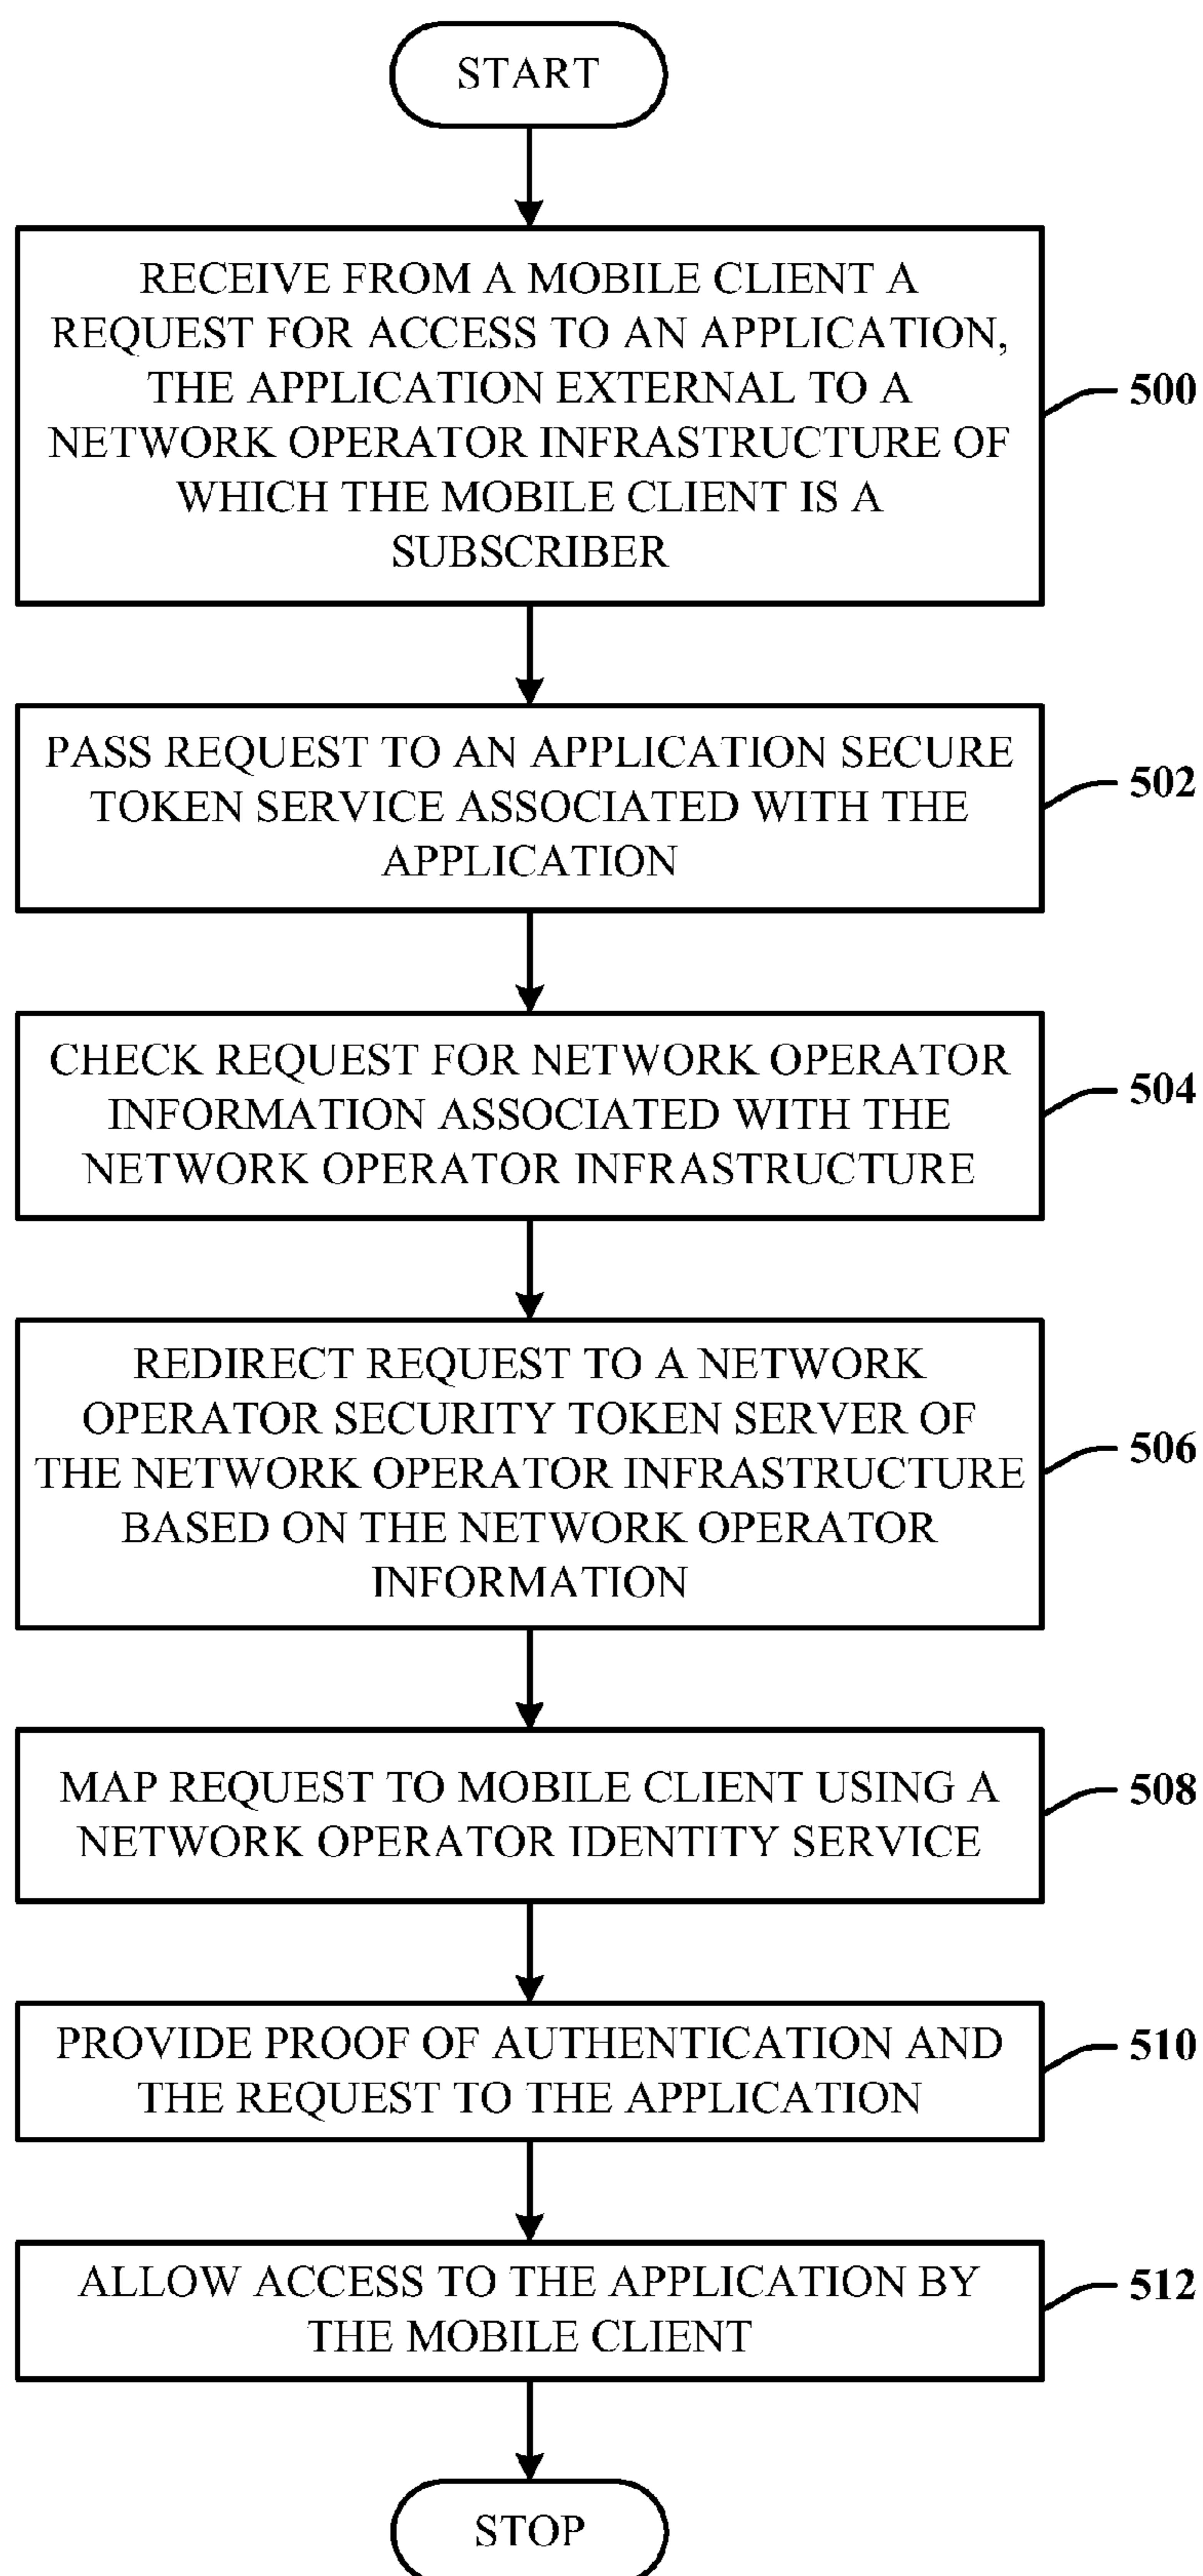 START
RECEIVE FROM A MOBILE CLIENT A
REQUEST FOR ACCESS TO AN APPLICATION,
THE APPLICATION EXTERNAL TO A
NETWORK OPERATOR INFRASTRUCTURE OF
WHICH THE MOBILE CLIENT IS A
SUBSCRIBER
500
PASS REQUEST TO AN APPLICATION SECURE
TOKEN SERVICE ASSOCIATED WITH THE
APPLICATION
502
CHECK REQUEST FOR NETWORK OPERATOR
INFORMATION ASSOCIATED WITH THE
NETWORK OPERATOR INFRASTRUCTURE
504
REDIRECT REQUEST TO A NETWORK
OPERATOR SECURITY TOKEN SERVER OF
THE NETWORK OPERATOR INFRASTRUCTURE
BASED ON THE NETWORK OPERATOR
INFORMATION
506
MAP REQUEST TO MOBILE CLIENT USING A
NETWORK OPERATOR IDENTITY SERVICE
508
PROVIDE PROOF OF AUTHENTICATION AND
THE REQUEST TO THE APPLICATION
510
ALLOW ACCESS TO THE APPLICATION BY
THE MOBILE CLIENT
512
STOP